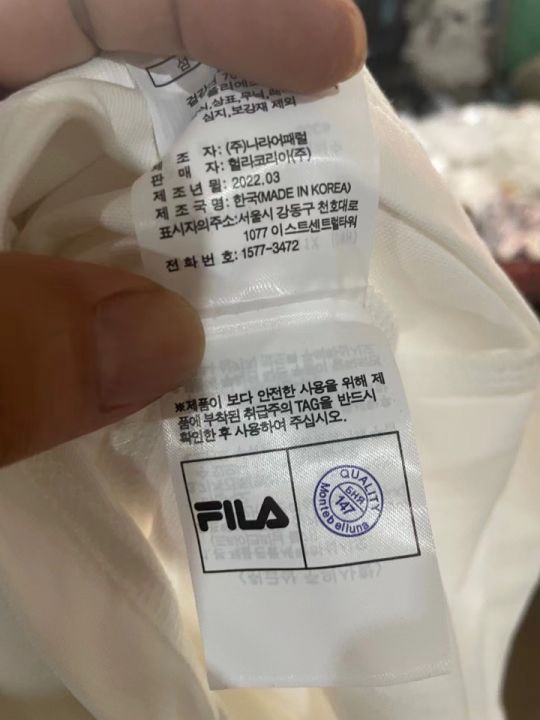 심지,보강재 제외
제 조 자: (주)나라어패럴
판 매 자: 휠라코리아(주)
제 조 년 월: 2022.03
제 조 국 명: 한국(MADE IN KOREA)
표시자의주소:서울시 강동구 천호대로
1077 이스트센트럴타워
전 화 번 호: 1577-3472
※제품이 보다 안전한 사용을 위해 제
품에 부착된 취급주의 TAG을 반드시
확인한 후 사용하여 주십시오.
FILA
QUALITY
147
Montebelluna